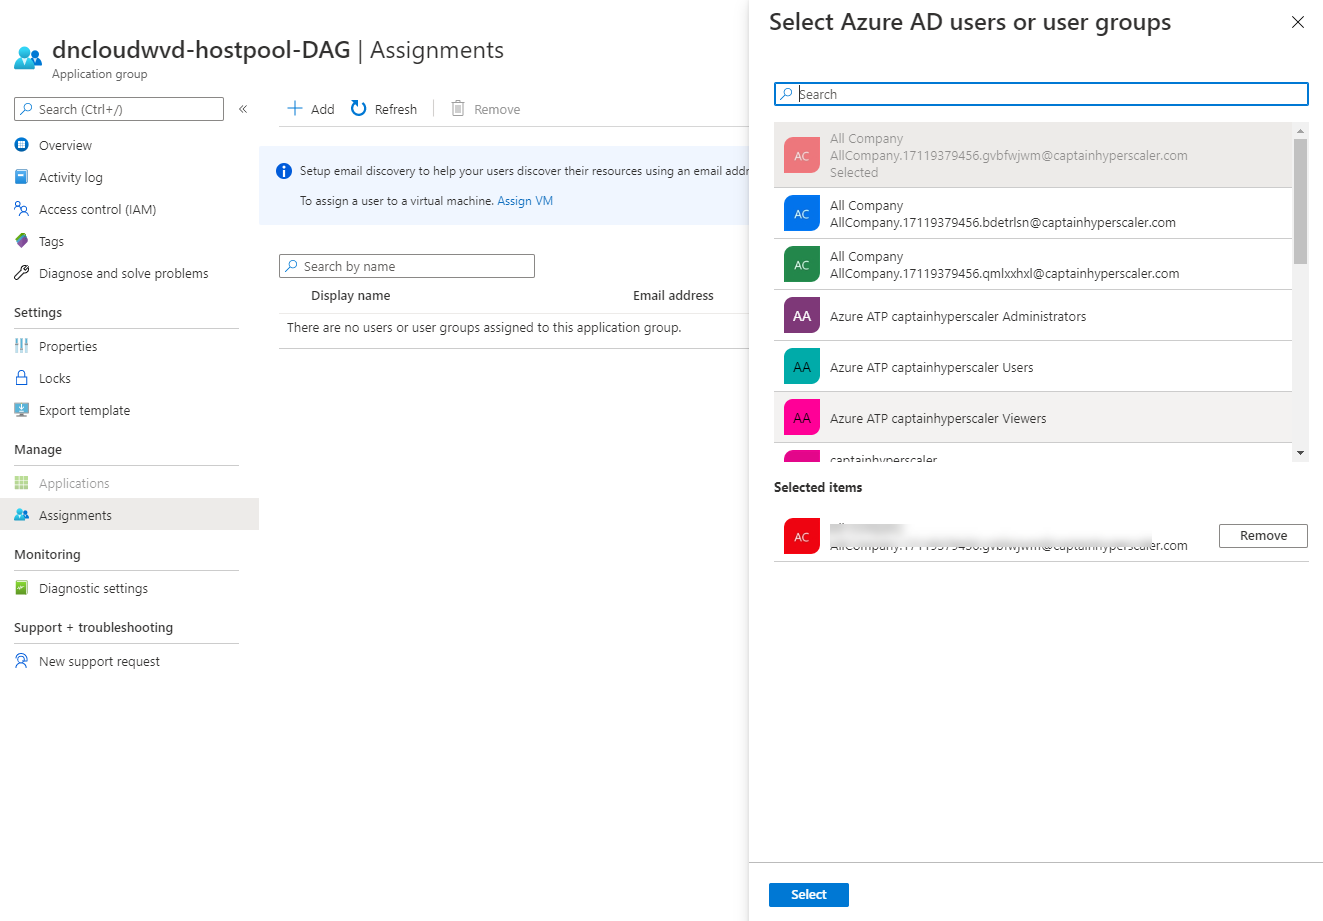 dncloudwvd-hostpool-DAG | Assignments
Application group
Search (Ctrl+/)
«
Overview
Activity log
Access control (IAM)
Tags
Diagnose and solve problems
Settings
Properties
Locks
Export template
Manage
Applications
Assignments
Monitoring
Diagnostic settings
Support + troubleshooting
New support request
Add
Refresh
Remove
Setup email discovery to help your users discover their resources using an email addr
To assign a user to a virtual machine. Assign VM
Search by name
Display name
Email address
There are no users or user groups assigned to this application group.
Select Azure AD users or user groups
Search
AC
All Company
AllCompany.17119379456.gvbfwjwm@captainhyperscaler.com
Selected
AC
All Company
AllCompany.17119379456.bdetrlsn@captainhyperscaler.com
AC
All Company
AllCompany.17119379456.qmlxxhxl@captainhyperscaler.com
AA
Azure ATP captainhyperscaler Administrators
AA
Azure ATP captainhyperscaler Users
AA
Azure ATP captainhyperscaler Viewers
captainhyperscaler
Selected items
AC
AllCompany.17119379456.gvbfwjwm@captainhyperscaler.com
Remove
Select